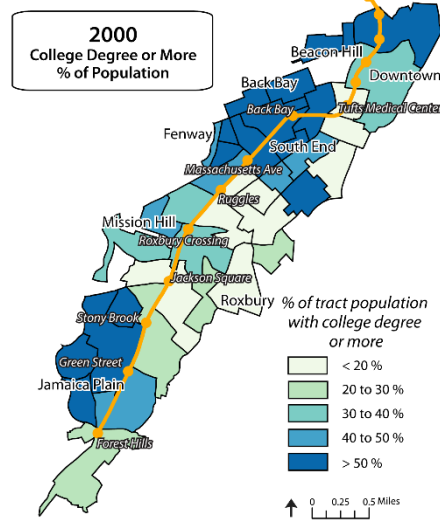 2000
College Degree or More
% of Population
Beacon Hill
Downtown
Back Bay
Back Bay
Tufts Medical Center
Fenway
South End
Massachusetts Ave
Ruggles
Mission Hill
Roxbury Crossing
Jackson Square
Roxbury
Stony Brook
Green Street
Jamaica Plain
Forest Hills
% of tract population
with college degree
or more
< 20 %
20 to 30 %
30 to 40 %
40 to 50 %
> 50 %
0 0.25 0.5 Miles